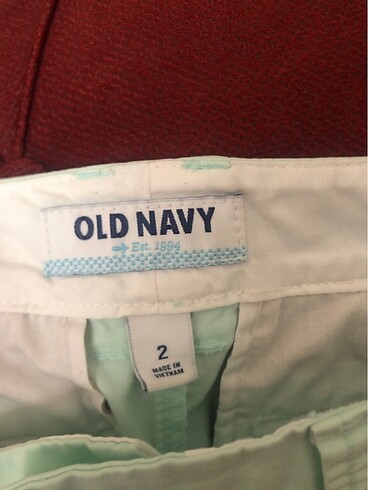 OLD NAVY
Est. 1994
2
MADE IN
VIETNAM